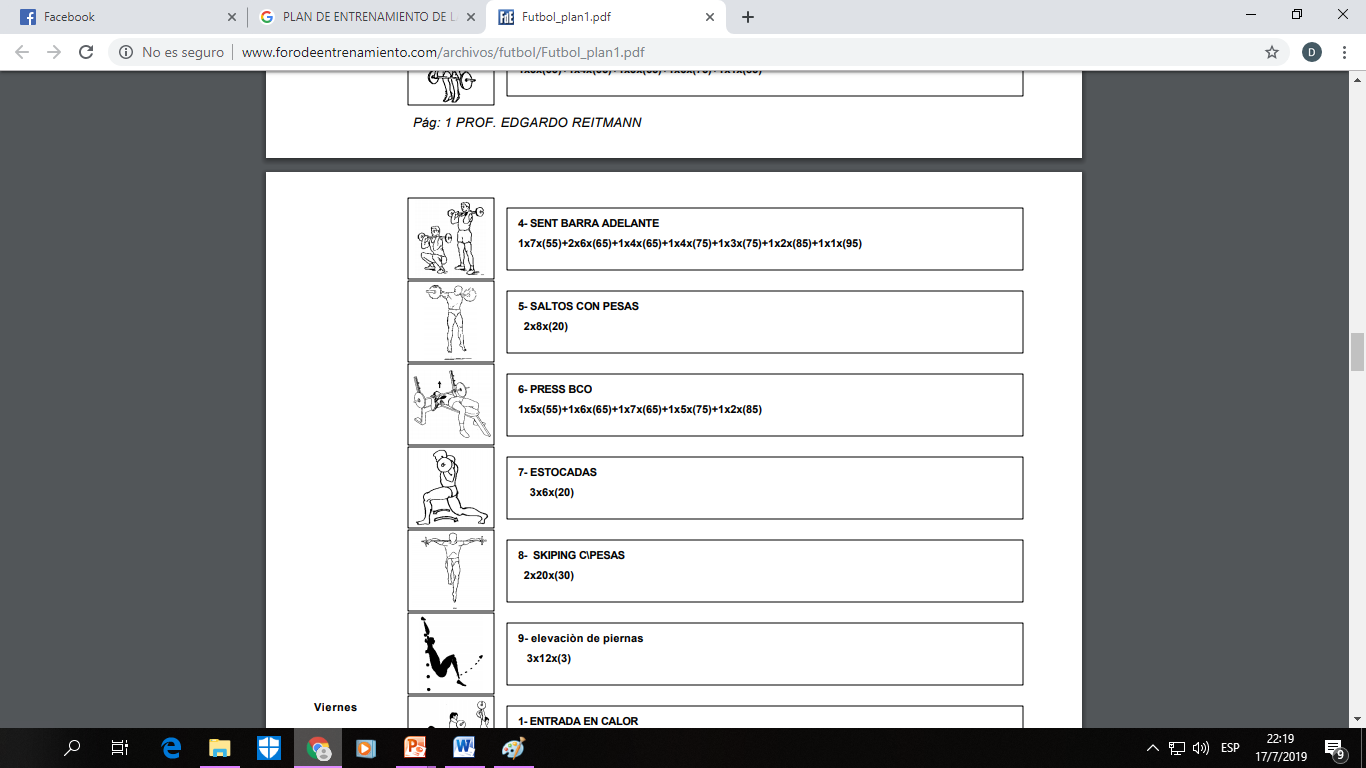 Facebook
PLAN DE ENTRENAMIENTO DE L
Futbol_plan1.pdf
No es seguro
www.forodeentrenamiento.com/archivos/futbol/Futbol_plan1.pdf
D
Pág: 1 PROF. EDGARDO REITMANN
4- SENT BARRA ADELANTE
1x7x(55)+2x6x(65)+1x4x(65)+1x4x(75)+1x3x(75)+1x2x(85)+1x1x(95)
5- SALTOS CON PESAS
2x8x(20)
6- PRESS BCO
1x5x(55)+1x6x(65)+1x7x(65)+1x5x(75)+1x2x(85)
7- ESTOCADAS
3x6x(20)
8- SKIPING C\PESAS
2x20x(30)
9- elevaciòn de piernas
3x12x(3)
Viernes
1- ENTRADA EN CALOR
ESP
22:19
17/7/2019
9